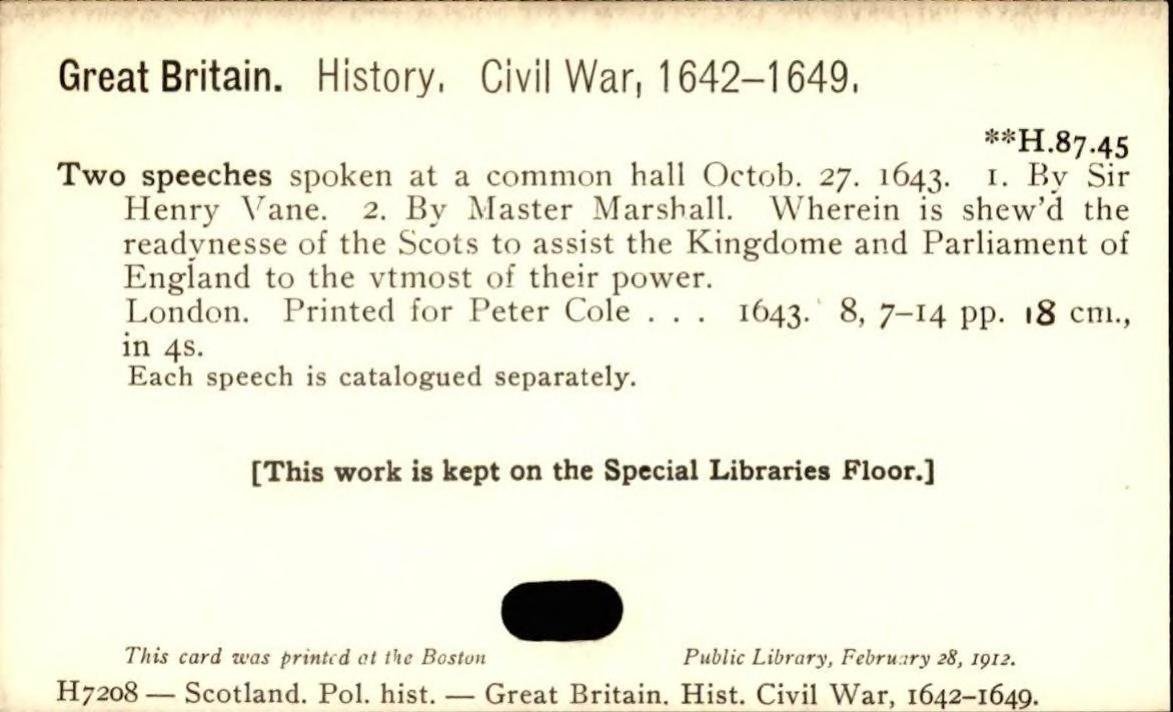 Great Britain. History. Civil War, 1642–1649.
**H.87.45
Two speeches spoken at a common hall Octob. 27. 1643. 1. By Sir
Henry Vane. 2. By Master Marshall. Wherein is shew'd the
readynesse of the Scots to assist the Kingdome and Parliament of
England to the vtmost of their power.
London. Printed for Peter Cole . . . 1643. 8, 7–14 pp. 18 cm.,
in 4s.
Each speech is catalogued separately.
[This work is kept on the Special Libraries Floor.]
This card was printed at the Boston Public Library, February 28, 1912.
H7208 — Scotland. Pol. hist. — Great Britain. Hist. Civil War, 1642–1649.